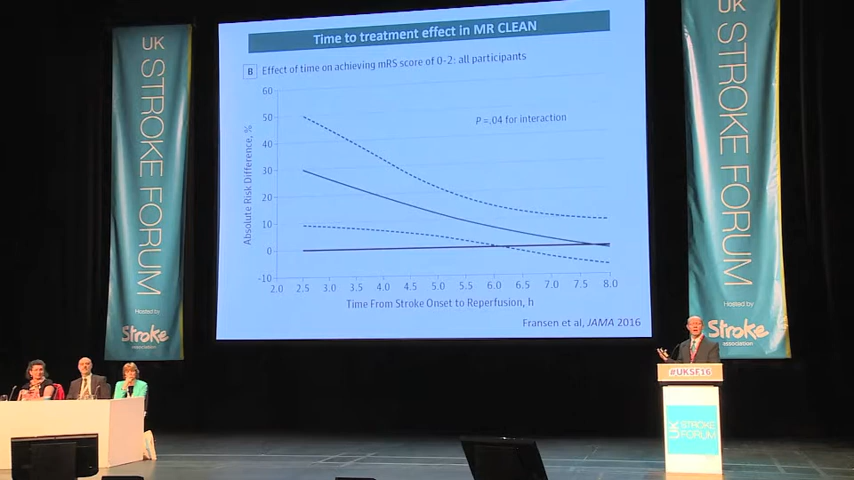 UK
STROKE
FORUM
Hosted by
Stroke
association
Time to treatment effect in MR CLEAN
B Effect of time on achieving mRS score of 0-2: all participants
P =.04 for interaction
Absolute Risk Difference, %
60
50
40
30
20
10
0
-10
2.0 2.5 3.0 3.5 4.0 4.5 5.0 5.5 6.0 6.5 7.0 7.5 8.0
Time From Stroke Onset to Reperfusion, h
Fransen et al, JAMA 2016
UK
STROKE
FORUM
Hosted by
Stroke
association
#UKSF16
UK STROKE
FORUM